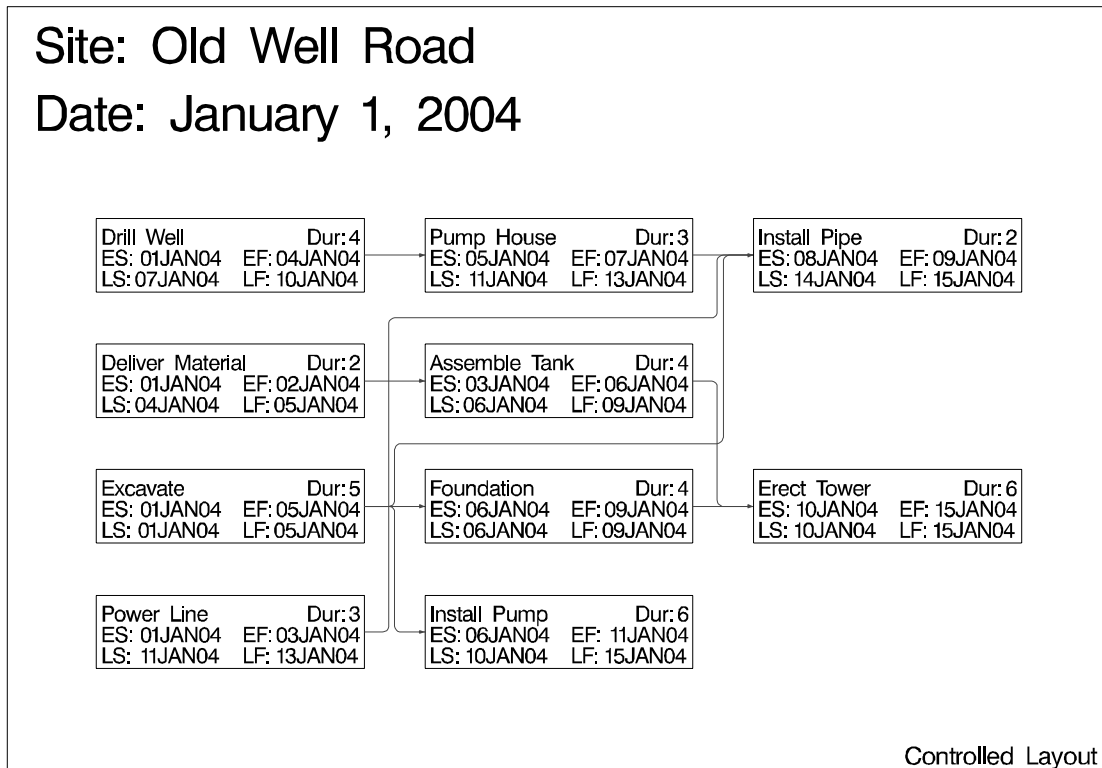 Site: Old Well Road
Date: January 1, 2004
Drill Well Dur: 4
ES: 01JAN04 EF: 04JAN04
LS: 07JAN04 LF: 10JAN04
Pump House Dur: 3
ES: 05JAN04 EF: 07JAN04
LS: 11JAN04 LF: 13JAN04
Install Pipe Dur: 2
ES: 08JAN04 EF: 09JAN04
LS: 14JAN04 LF: 15JAN04
Deliver Material Dur: 2
ES: 01JAN04 EF: 02JAN04
LS: 04JAN04 LF: 05JAN04
Assemble Tank Dur: 4
ES: 03JAN04 EF: 06JAN04
LS: 06JAN04 LF: 09JAN04
Excavate Dur: 5
ES: 01JAN04 EF: 05JAN04
LS: 01JAN04 LF: 05JAN04
Foundation Dur: 4
ES: 06JAN04 EF: 09JAN04
LS: 06JAN04 LF: 09JAN04
Erect Tower Dur: 6
ES: 10JAN04 EF: 15JAN04
LS: 10JAN04 LF: 15JAN04
Power Line Dur: 3
ES: 01JAN04 EF: 03JAN04
LS: 11JAN04 LF: 13JAN04
Install Pump Dur: 6
ES: 06JAN04 EF: 11JAN04
LS: 10JAN04 LF: 15JAN04
Controlled Layout